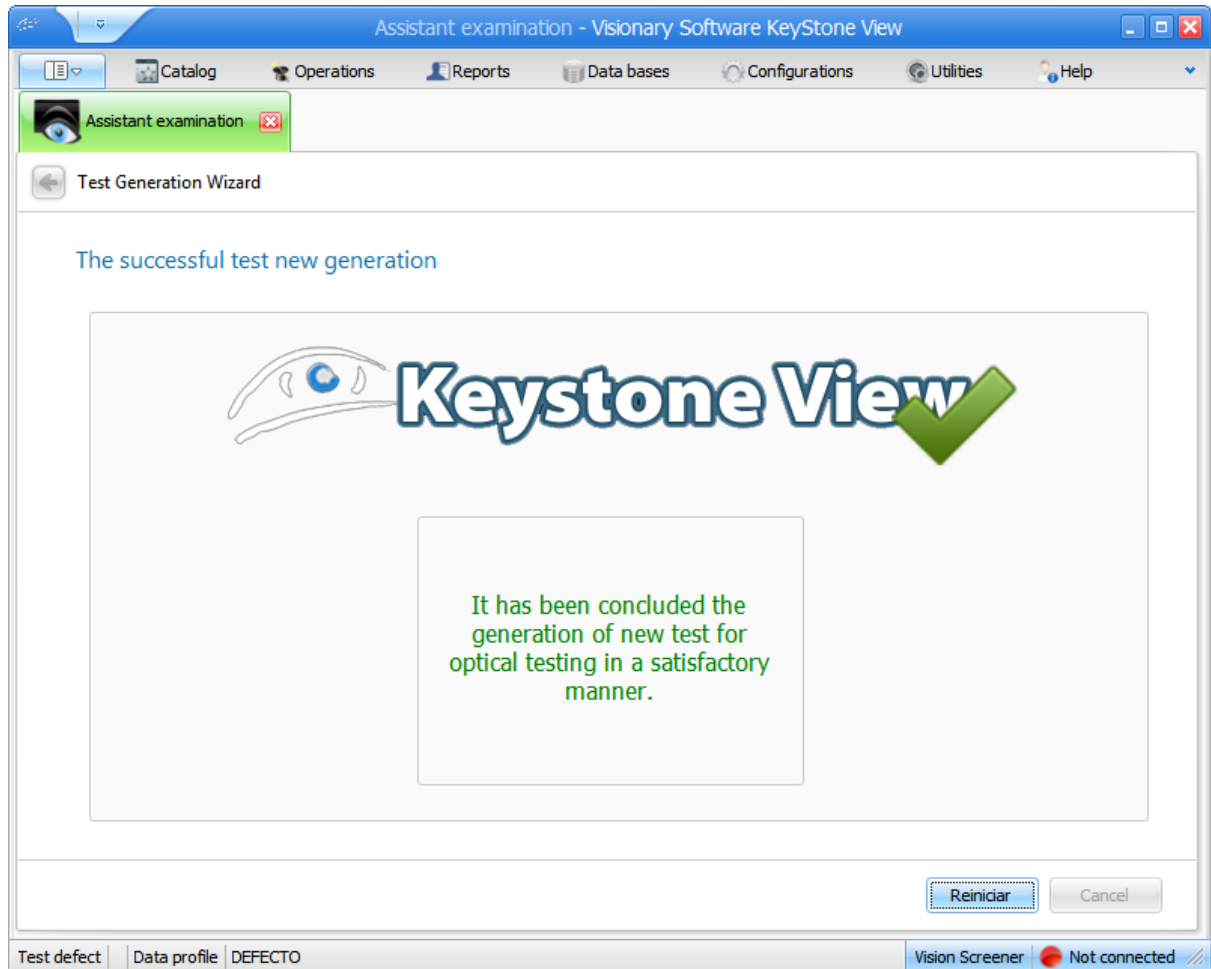 Assistant examination - Visionary Software KeyStone View
Catalog Operations Reports Data bases Configurations Utilities Help
Assistant examination
Test Generation Wizard
The successful test new generation
Keystone View
It has been concluded the
generation of new test for
optical testing in a satisfactory
manner.
Reiniciar Cancel
Test defect Data profile DEFECTO Vision Screener Not connected